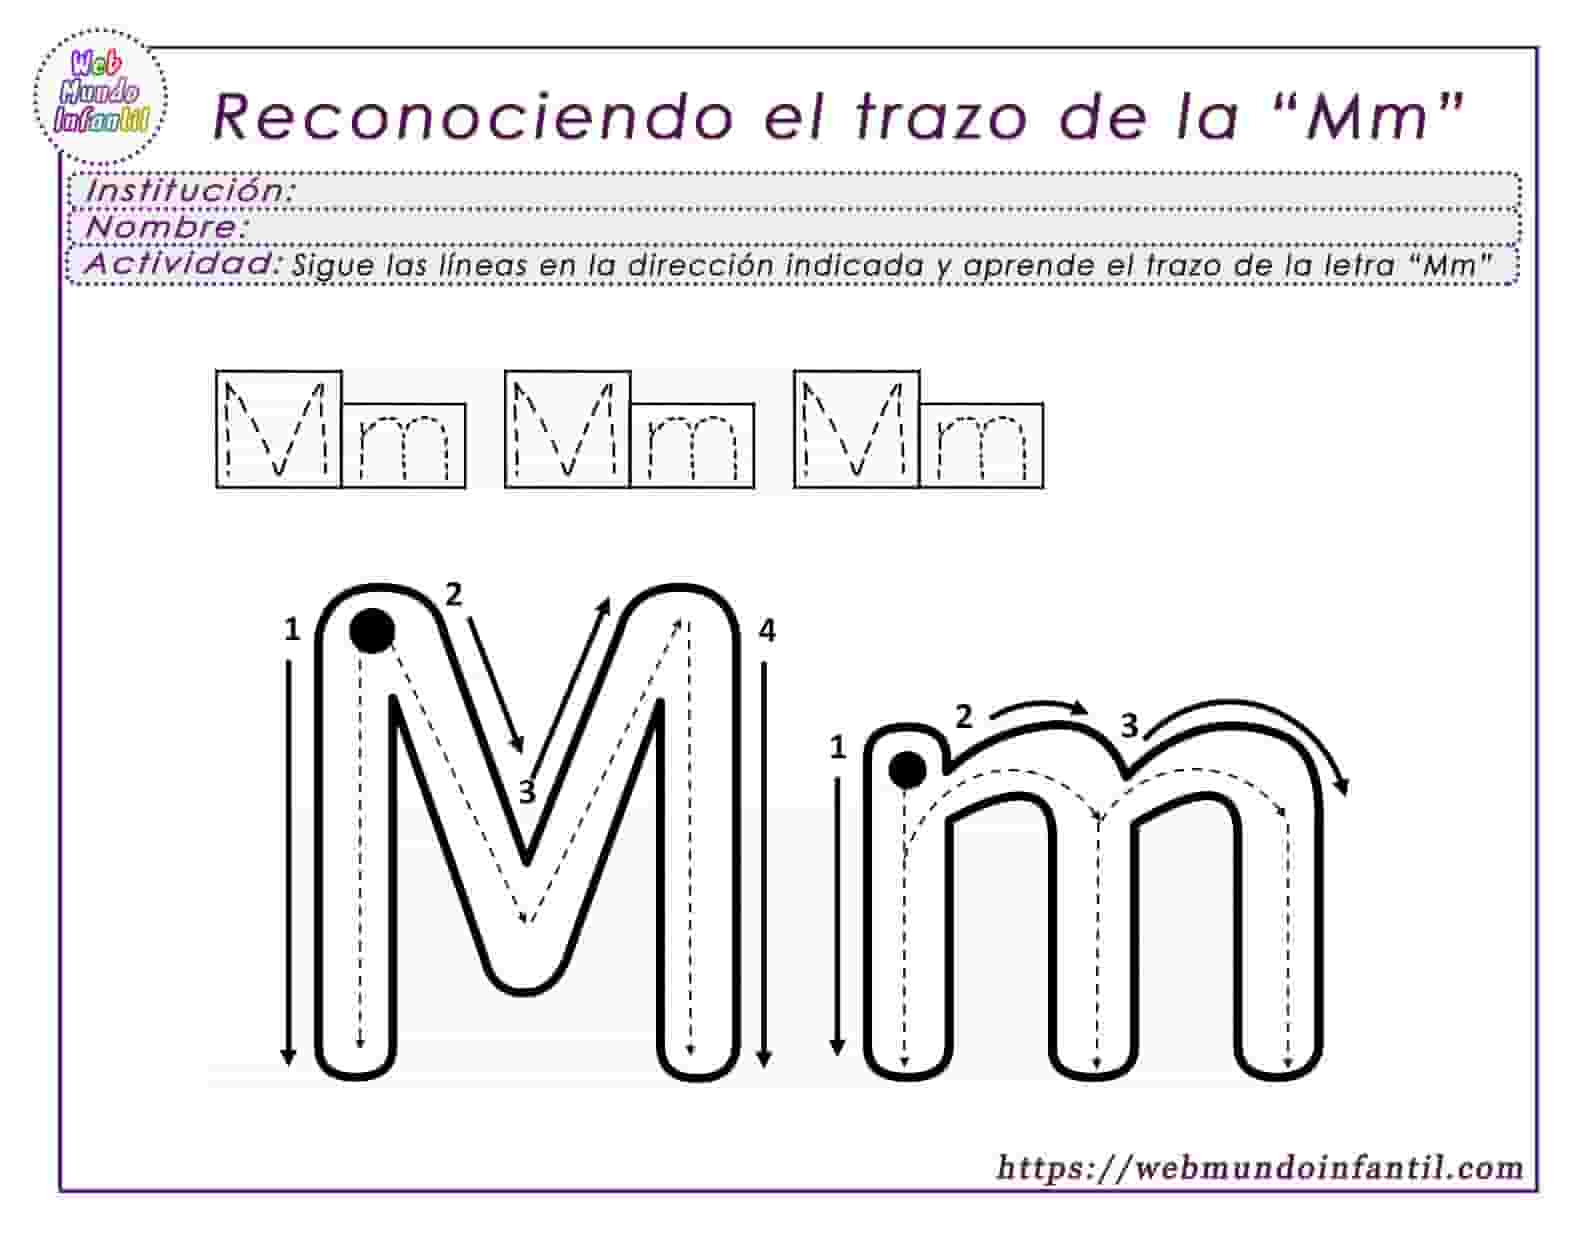 Web
Mundo
Infantil
Reconociendo el trazo de la “Mm”
Institución:
Nombre:
Actividad: Sigue las líneas en la dirección indicada y aprende el trazo de la letra “Mm”
M m M m M m
1 2 3 4
M
1 2 3
m
https://webmundoinfantil.com